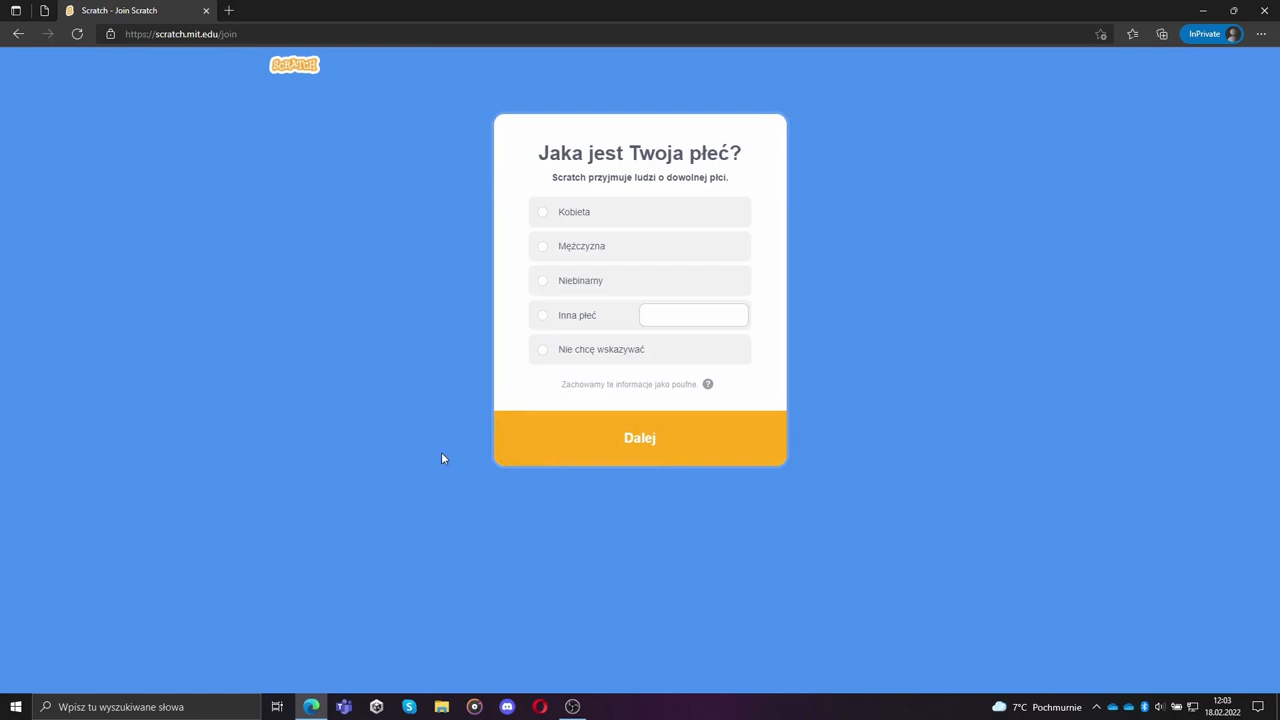 Scratch - Join Scratch
https://scratch.mit.edu/join
InPrivate
SCRATCH
Jaka jest Twoja płeć?
Scratch przyjmuje ludzi o dowolnej płci.
Kobieta
Mężczyzna
Niebinarny
Inna płeć
Nie chcę wskazywać
Zachowamy te informacje jako poufne. ?
Dalej
Wpisz tu wyszukiwane słowa
7°C Pochmurnie
12:03
18.02.2022